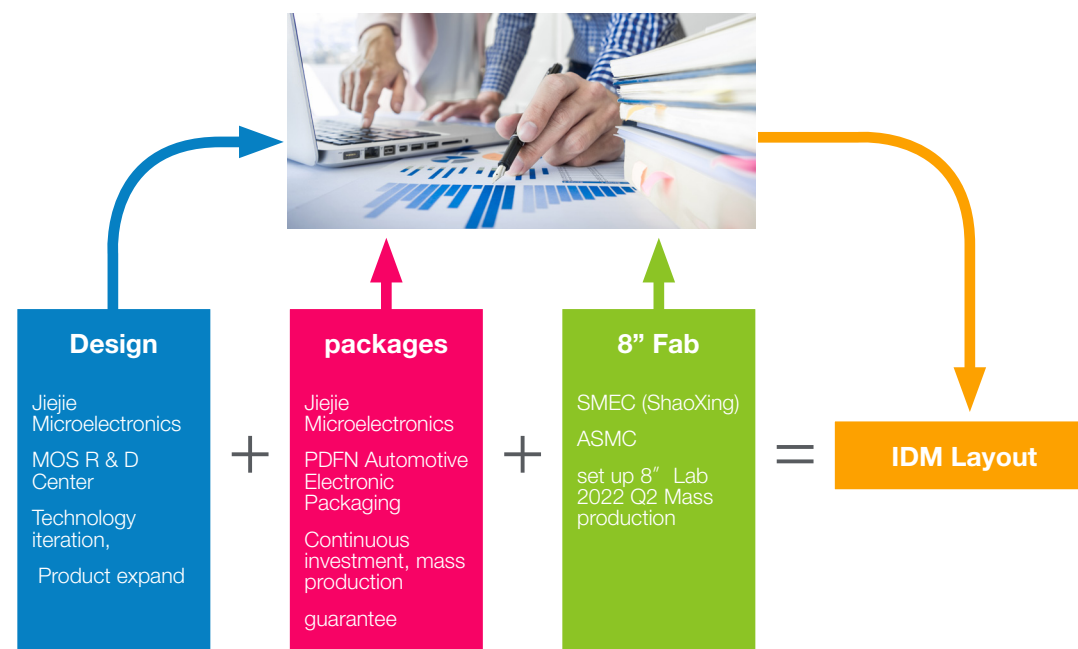 Design
Jiejie
Microelectronics
MOS R & D
Center
Technology
iteration,
Product expand
+
packages
Jiejie
Microelectronics
PDFN Automotive
Electronic
Packaging
Continuous
investment, mass
production
guarantee
+
8” Fab
SMEC (ShaoXing)
ASMC
set up 8″ Lab
2022 Q2 Mass
production
=
IDM Layout